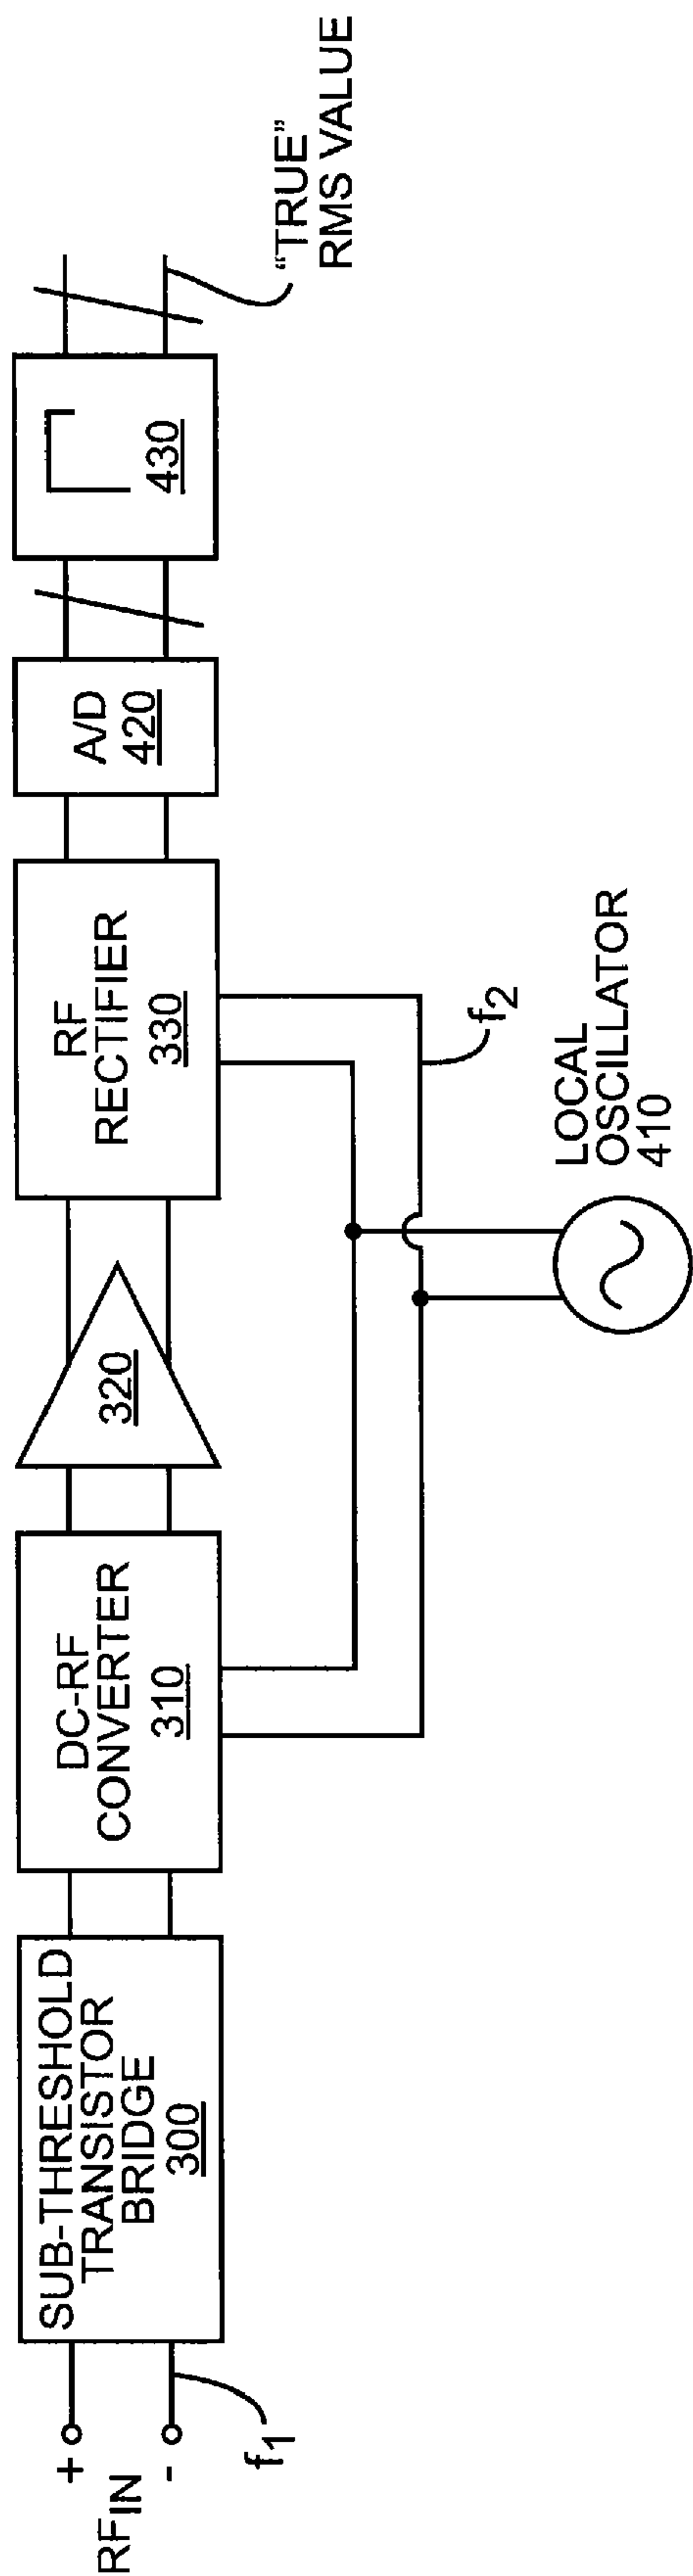 RFIN
+
-
f1
SUB-THRESHOLD
TRANSISTOR
BRIDGE
300
DC-RF
CONVERTER
310
320
RF
RECTIFIER
330
A/D
420
430
"TRUE"
RMS VALUE
f2
LOCAL
OSCILLATOR
410